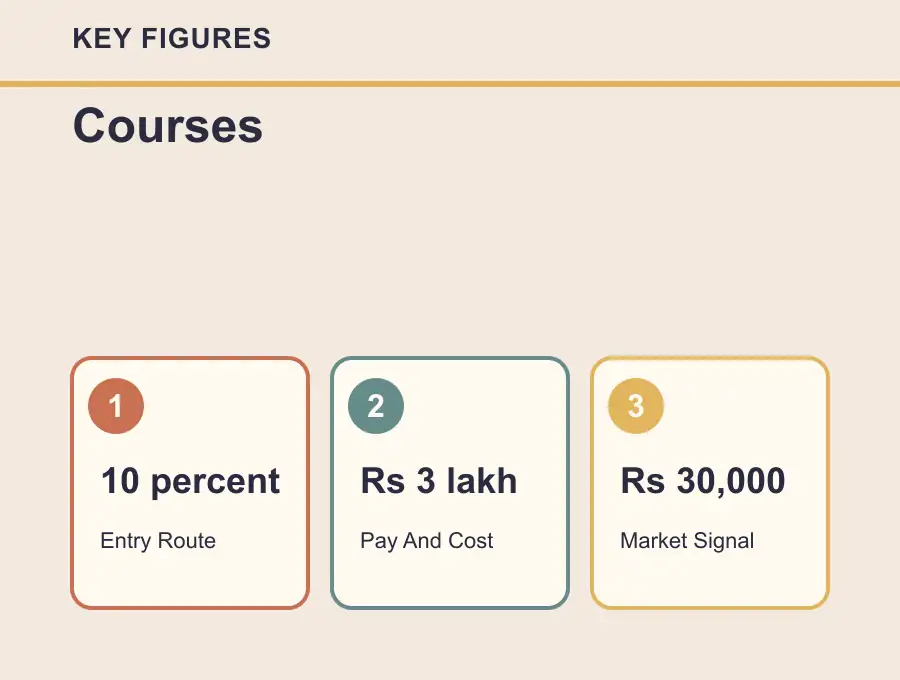 KEY FIGURES
Courses
1
2
3
10 percent
Rs 3 lakh
Rs 30,000
Entry Route
Pay And Cost
Market Signal